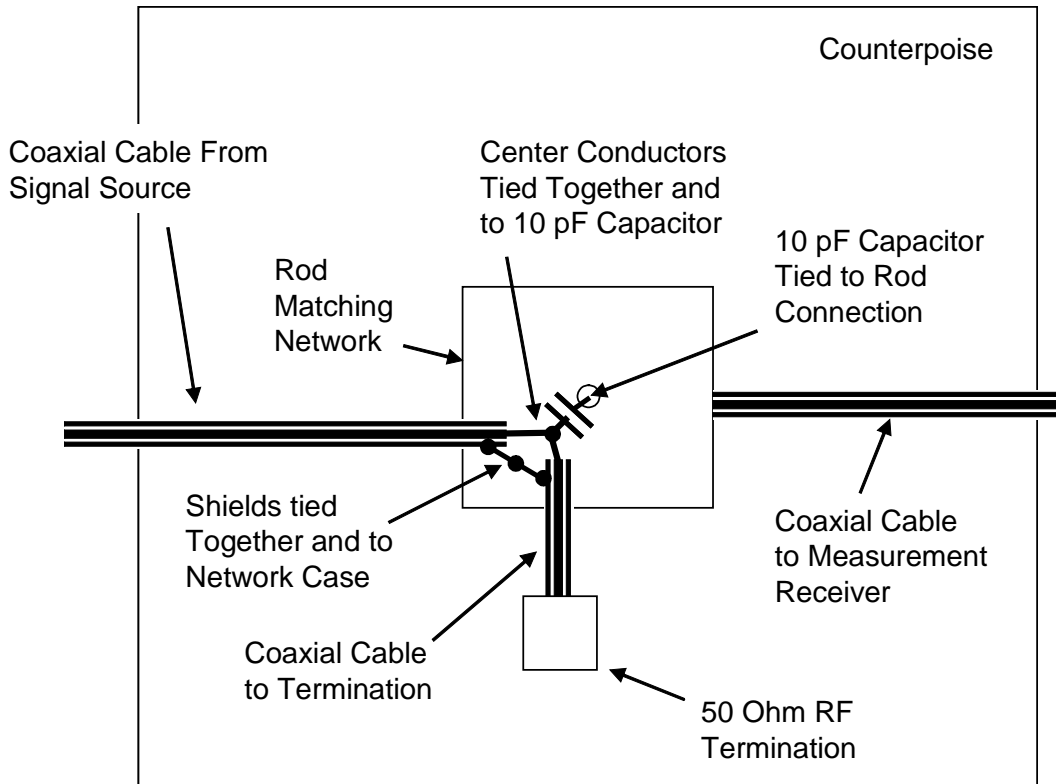 Counterpoise
Coaxial Cable From
Signal Source
Center Conductors
Tied Together and
to 10 pF Capacitor
10 pF Capacitor
Tied to Rod
Connection
Rod
Matching
Network
Shields tied
Together and to
Network Case
Coaxial Cable
to Measurement
Receiver
Coaxial Cable
to Termination
50 Ohm RF
Termination